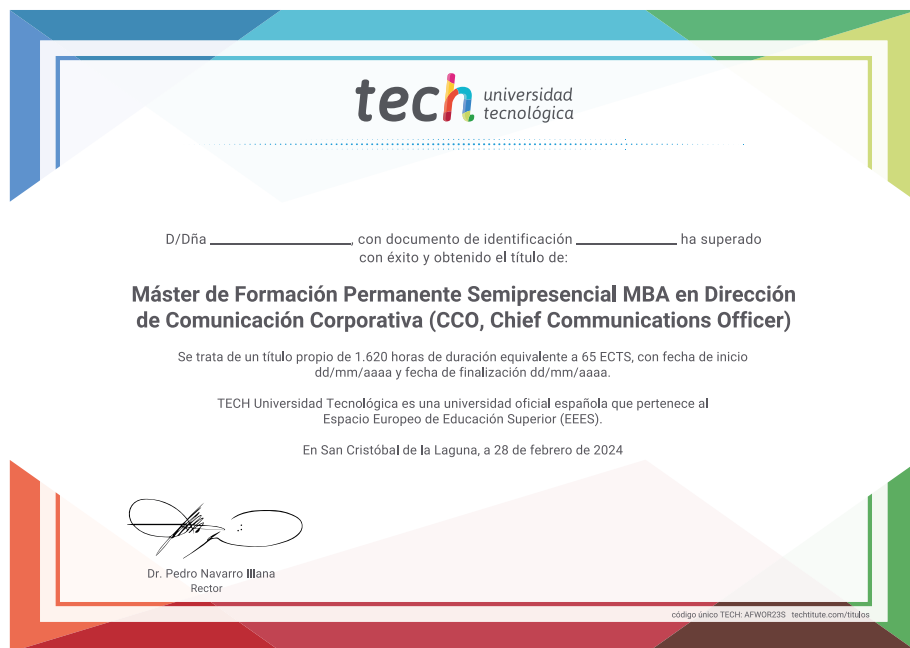 tech universidad
tecnológica
D/Dña ____________________, con documento de identificación ______________ ha superado
con éxito y obtenido el título de:
Máster de Formación Permanente Semipresencial MBA en Dirección
de Comunicación Corporativa (CCO, Chief Communications Officer)
Se trata de un título propio de 1.620 horas de duración equivalente a 65 ECTS, con fecha de inicio
dd/mm/aaaa y fecha de finalización dd/mm/aaaa.
TECH Universidad Tecnológica es una universidad oficial española que pertenece al
Espacio Europeo de Educación Superior (EEES).
En San Cristóbal de la Laguna, a 28 de febrero de 2024
Dr. Pedro Navarro Illana
Rector
código único TECH: AFWOR23S techtitute.com/titulos